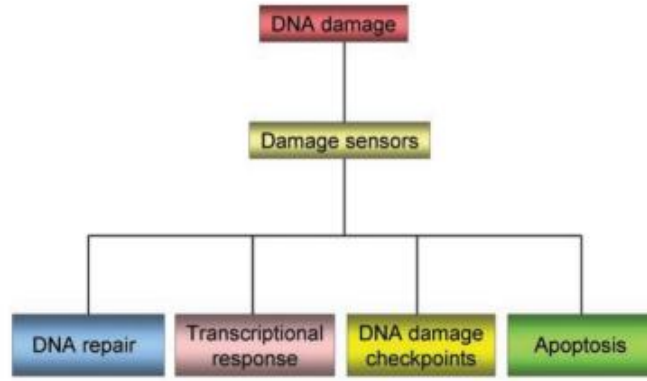 DNA damage
Damage sensors
DNA repair
Transcriptional
response
DNA damage
checkpoints
Apoptosis